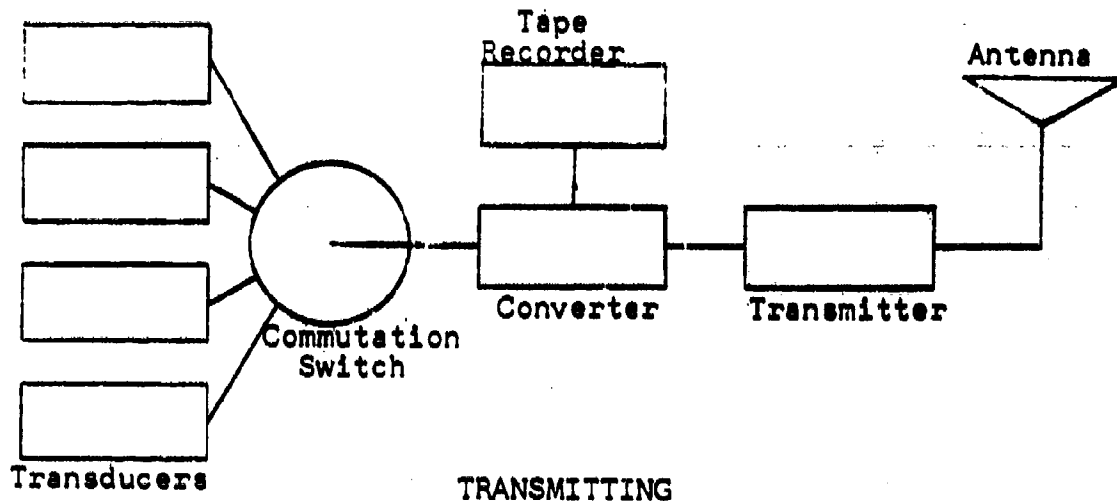 Tape
Recorder
Antenna
Converter
Transmitter
Commutation
Switch
Transducers
TRANSMITTING